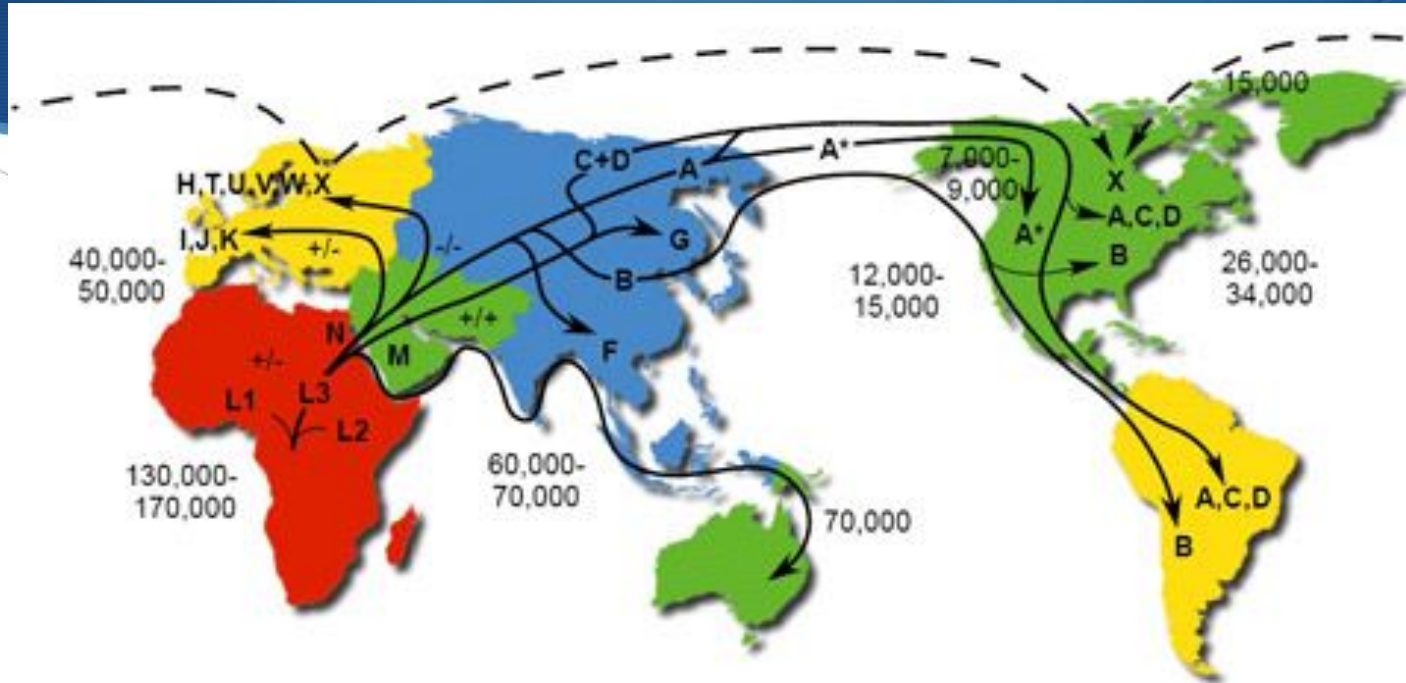 15,000
C+D
A
A*
7,000-
9,000
H,T,U,V,W,X
X
A,C,D
I,J,K
+/-
-/-
G
A*
B
40,000-
50,000
B
12,000-
15,000
26,000-
34,000
N
+/+
M
F
+/-
L3
L1
L2
130,000-
170,000
60,000-
70,000
70,000
A,C,D
B